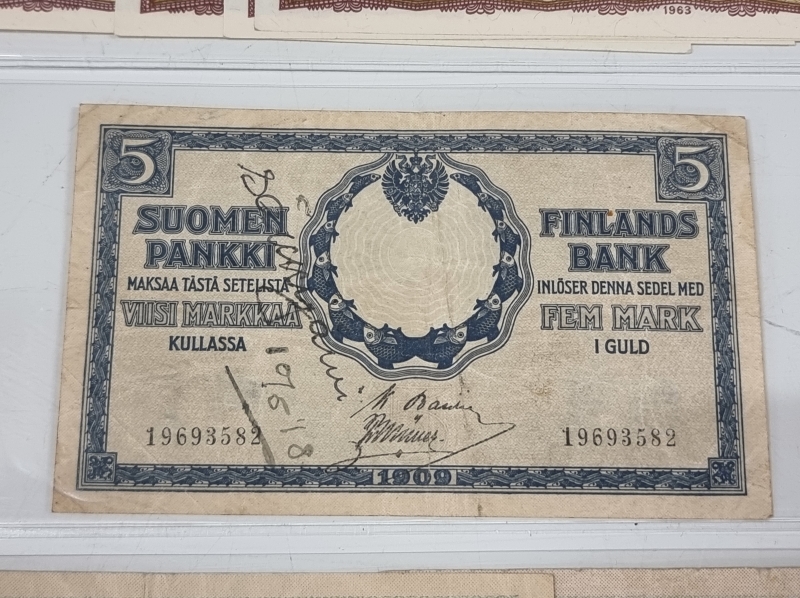 1963
5
5
SUOMEN
PANKKI
MAKSAA TÄSTÄ SETELISTÄ
VIISI MARKKAA
KULLASSA
FINLANDS
BANK
INLÖSER DENNA SEDEL MED
FEM MARK
I GULD
19693582
19693582
1909